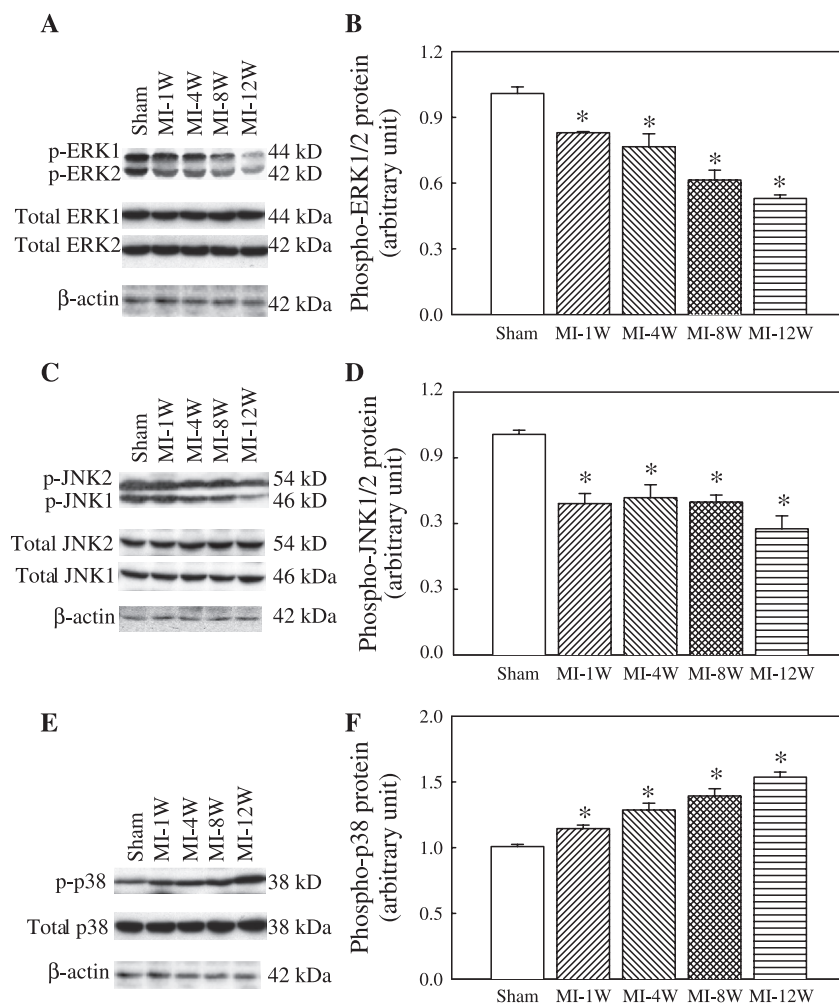 A
Sham
MI-1W
MI-4W
MI-8W
MI-12W
p-ERK1 44 kD
p-ERK2 42 kD
Total ERK1 44 kDa
Total ERK2 42 kDa
β-actin 42 kDa
B
Phospho-ERK1/2 protein
(arbitrary unit)
1.2
0.9
0.6
0.3
0.0
* * * *
Sham MI-1W MI-4W MI-8W MI-12W
C
Sham
MI-1W
MI-4W
MI-8W
MI-12W
p-JNK2 54 kD
p-JNK1 46 kD
Total JNK2 54 kD
Total JNK1 46 kDa
β-actin 42 kDa
D
Phospho-JNK1/2 protein
(arbitrary unit)
1.2
0.9
0.3
0.3
0.0
* * * *
Sham MI-1W MI-4W MI-8W MI-12W
E
Sham
MI-1W
MI-4W
MI-8W
MI-12W
p-p38 38 kD
Total p38 38 kDa
β-actin 42 kDa
F
Phospho-p38 protein
(arbitrary unit)
2.0
1.5
1.0
1.5
0.0
* * * *
Sham MI-1W MI-4W MI-8W MI-12W